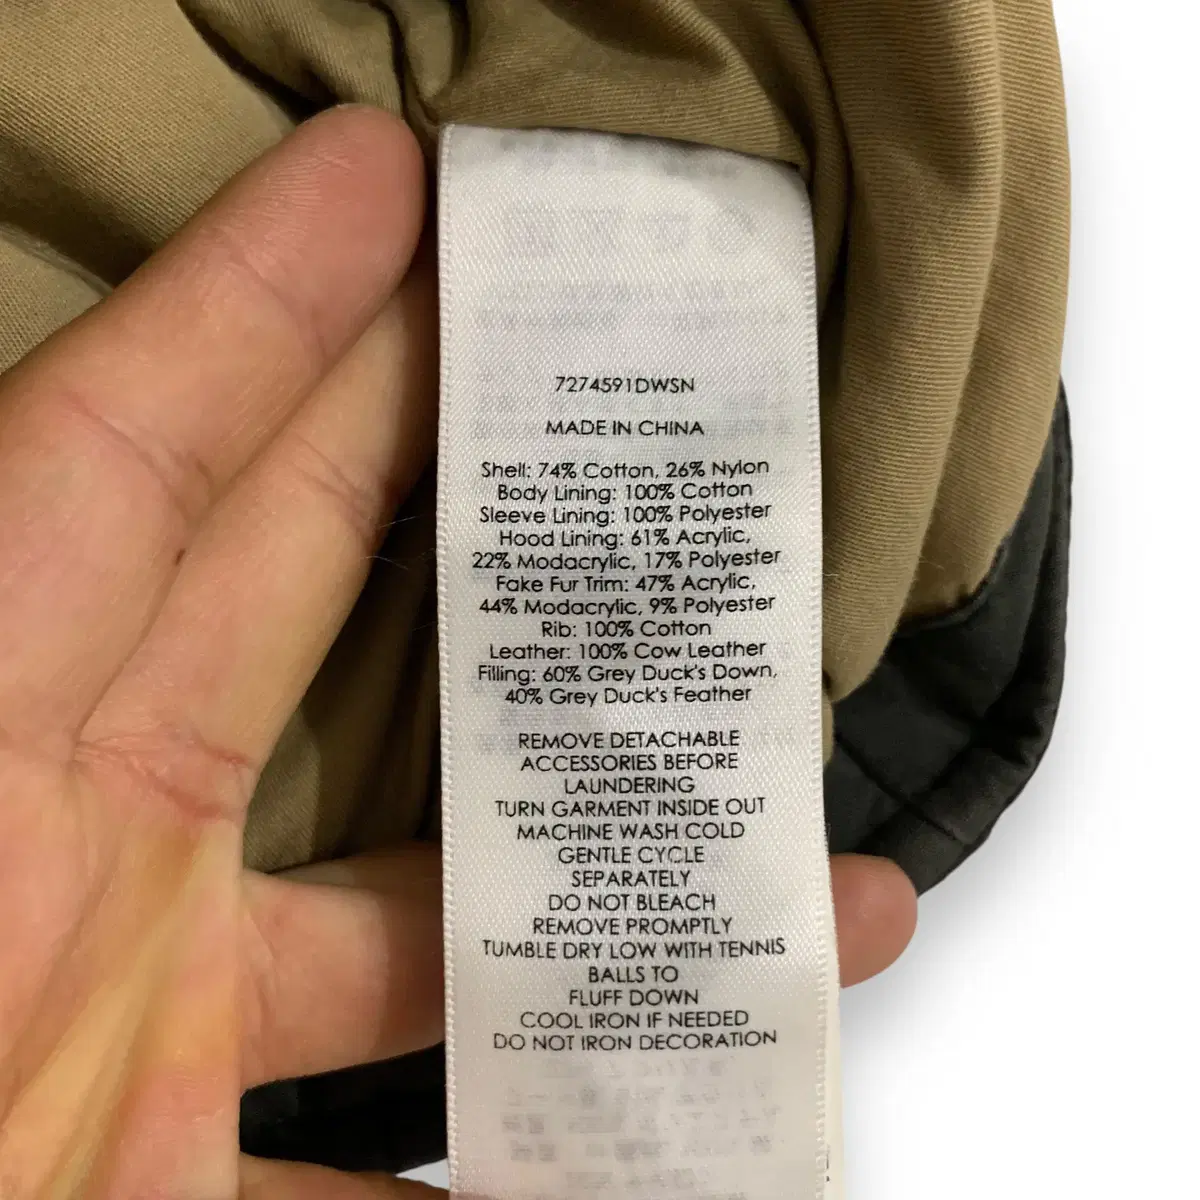 7274591DWSN
MADE IN CHINA
Shell: 74% Cotton, 26% Nylon
Body Lining: 100% Cotton
Sleeve Lining: 100% Polyester
Hood Lining: 61% Acrylic,
22% Modacrylic, 17% Polyester
Fake Fur Trim: 47% Acrylic,
44% Modacrylic, 9% Polyester
Rib: 100% Cotton
Leather: 100% Cow Leather
Filling: 60% Grey Duck's Down,
40% Grey Duck's Feather
REMOVE DETACHABLE
ACCESSORIES BEFORE
LAUNDERING
TURN GARMENT INSIDE OUT
MACHINE WASH COLD
GENTLE CYCLE
SEPARATELY
DO NOT BLEACH
REMOVE PROMPTLY
TUMBLE DRY LOW WITH TENNIS
BALLS TO
FLUFF DOWN
COOL IRON IF NEEDED
DO NOT IRON DECORATION